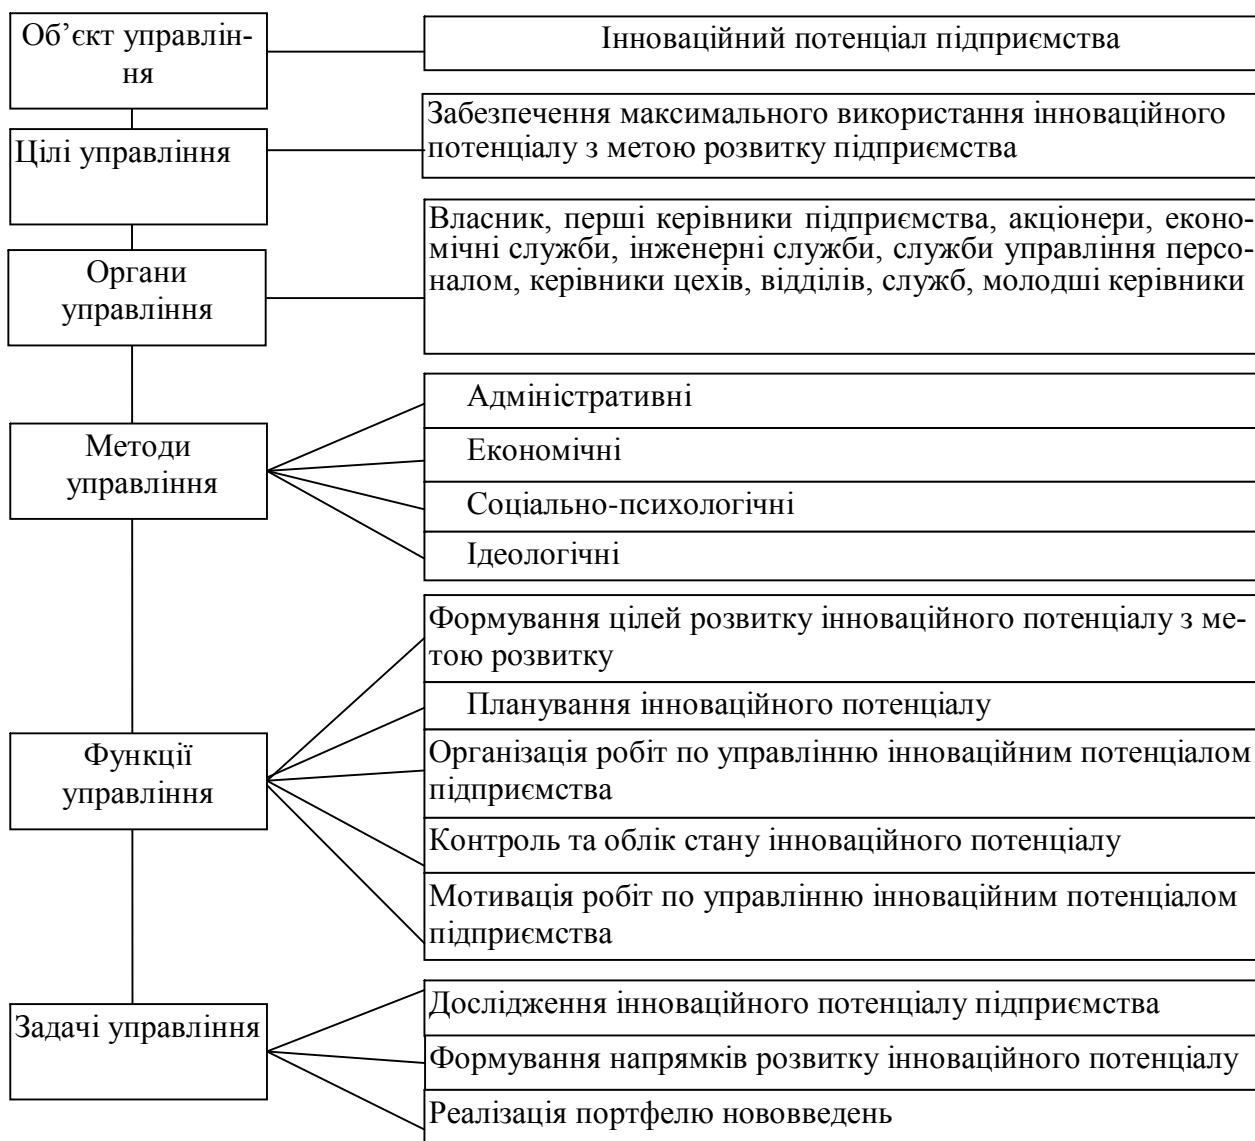 Об’єкт управлін-
ня
Інноваційний потенціал підприємства
Цілі управління
Забезпечення максимального використання інноваційного
потенціалу з метою розвитку підприємства
Органи
управління
Власник, перші керівники підприємства, акціонери, еконо-
мічні служби, інженерні служби, служби управління персо-
налом, керівники цехів, відділів, служб, молодші керівники
Методи
управління
Адміністративні
Економічні
Соціально-психологічні
Ідеологічні
Функції
управління
Формування цілей розвитку інноваційного потенціалу з ме-
тою розвитку
Планування інноваційного потенціалу
Організація робіт по управлінню інноваційним потенціалом
підприємства
Контроль та облік стану інноваційного потенціалу
Мотивація робіт по управлінню інноваційним потенціалом
підприємства
Задачі управління
Дослідження інноваційного потенціалу підприємства
Формування напрямків розвитку інноваційного потенціалу
Реалізація портфелю нововведень